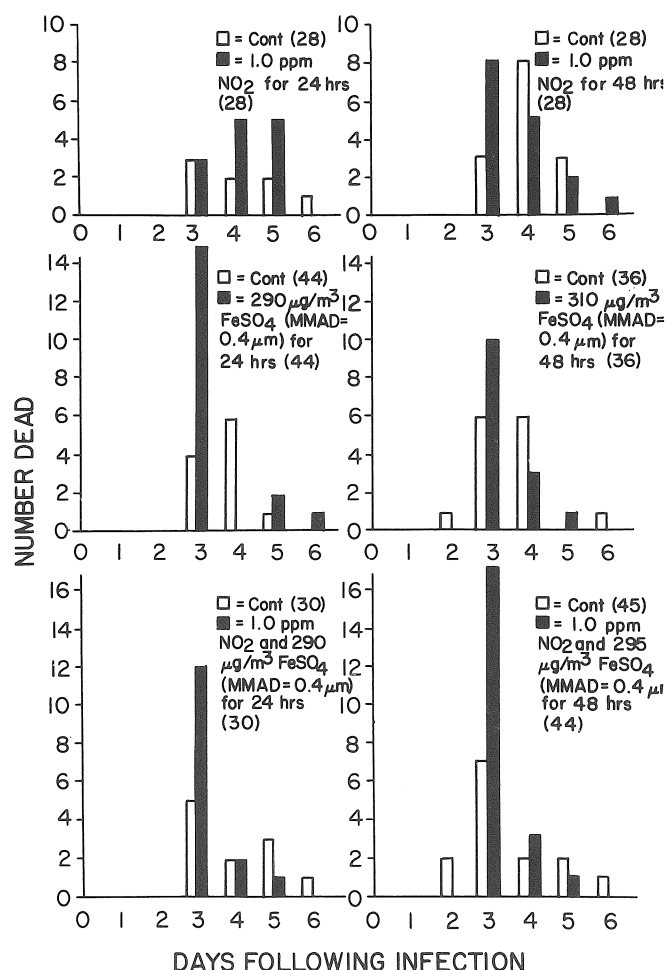 10
8
6
4
2
0
= Cont (28)
= 1.0 ppm
NO2 for 24 hrs
(28)
0 1 2 3 4 5 6
10
8
6
4
2
0
= Cont (28)
= 1.0 ppm
NO2 for 48 hr
(28)
0 1 2 3 4 5 6
NUMBER DEAD
14
12
10
8
6
4
2
0
= Cont (44)
= 290 µg/m3
FeSO4 (MMAD=
0.4 µm) for
24 hrs (44)
0 1 2 3 4 5 6
14
12
10
8
6
4
2
0
= Cont (36)
= 310 µg/m3
FeSO4 (MMAD=
0.4 µm) for
48 hrs (36)
0 1 2 3 4 5 6
16
14
12
10
8
6
4
2
0
= Cont (30)
= 1.0 ppm
NO2 and 290
µg/m3 FeSO4
(MMAD=0.4 µm)
for 24 hrs
(30)
0 1 2 3 4 5 6
16
14
12
10
8
6
4
2
0
= Cont (45)
= 1.0 ppm
NO2 and 295
µg/m3 FeSO4
(MMAD=0.4 µ
for 48 hrs
(44)
0 1 2 3 4 5 6
DAYS FOLLOWING INFECTION